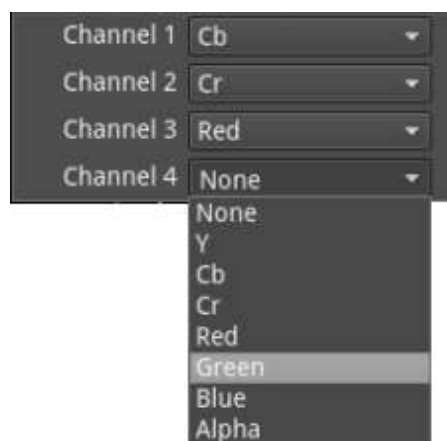 Channel 1 Cb
Channel 2 Cr
Channel 3 Red
Channel 4 None
None
Y
Cb
Cr
Red
Green
Blue
Alpha